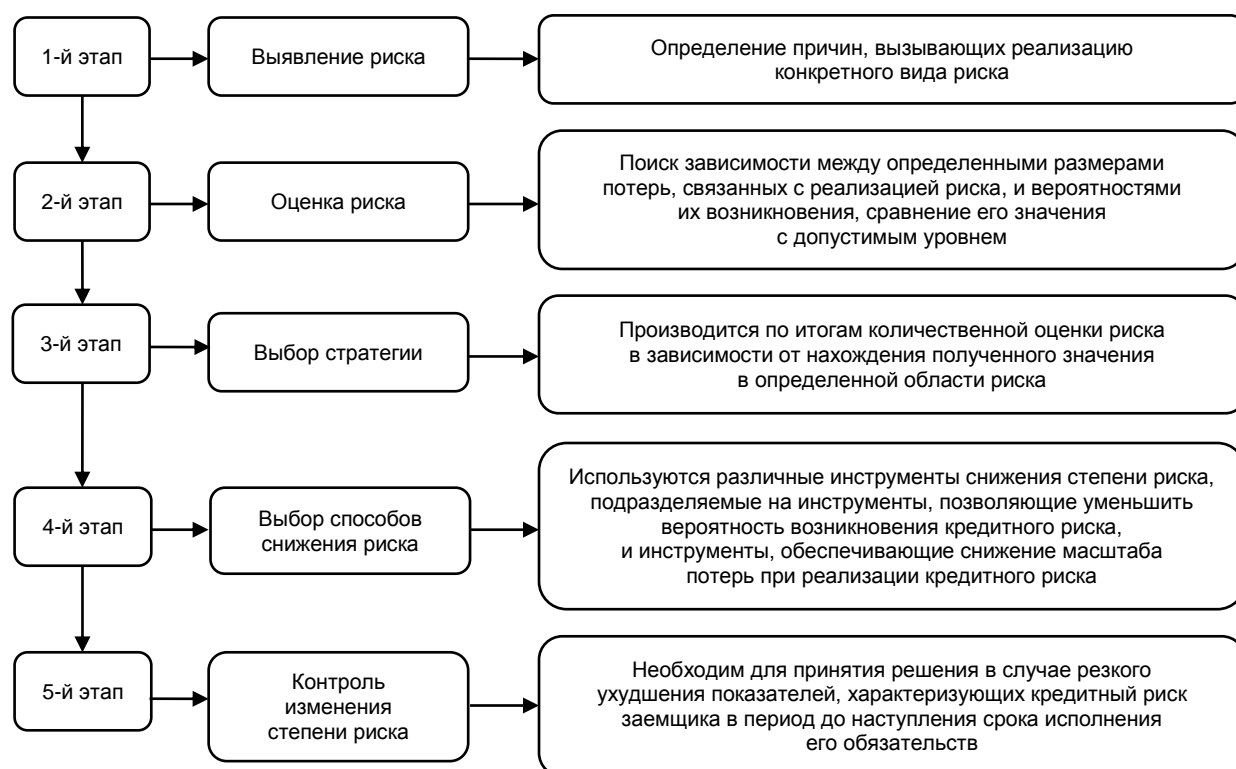 1-й этап
Выявление риска
Определение причин, вызывающих реализацию
конкретного вида риска
2-й этап
Оценка риска
Поиск зависимости между определенными размерами
потерь, связанных с реализацией риска, и вероятностями
их возникновения, сравнение его значения
с допустимым уровнем
3-й этап
Выбор стратегии
Производится по итогам количественной оценки риска
в зависимости от нахождения полученного значения
в определенной области риска
4-й этап
Выбор способов
снижения риска
Используются различные инструменты снижения степени риска,
подразделяемые на инструменты, позволяющие уменьшить
вероятность возникновения кредитного риска,
и инструменты, обеспечивающие снижение масштаба
потерь при реализации кредитного риска
5-й этап
Контроль
изменения
степени риска
Необходим для принятия решения в случае резкого
ухудшения показателей, характеризующих кредитный риск
заемщика в период до наступления срока исполнения
его обязательств